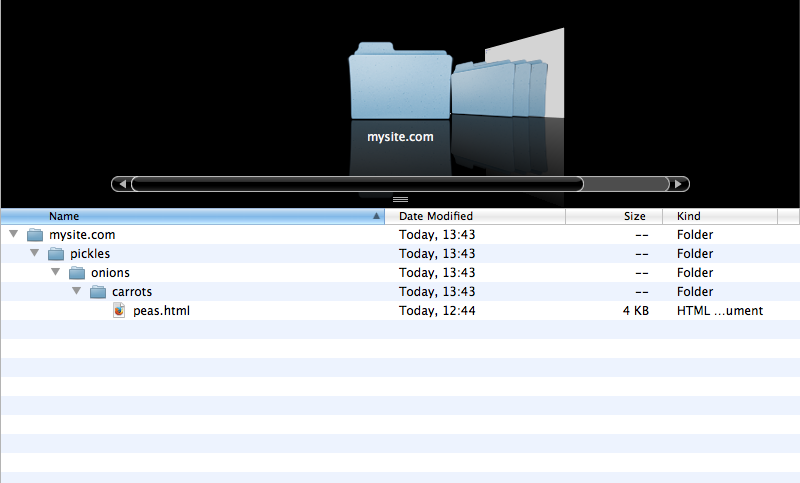 mysite.com
Name Date Modified Size Kind
mysite.com Today, 13:43 -- Folder
pickles Today, 13:43 -- Folder
onions Today, 13:43 -- Folder
carrots Today, 13:43 -- Folder
peas.html Today, 12:44 4 KB HTML ...ument